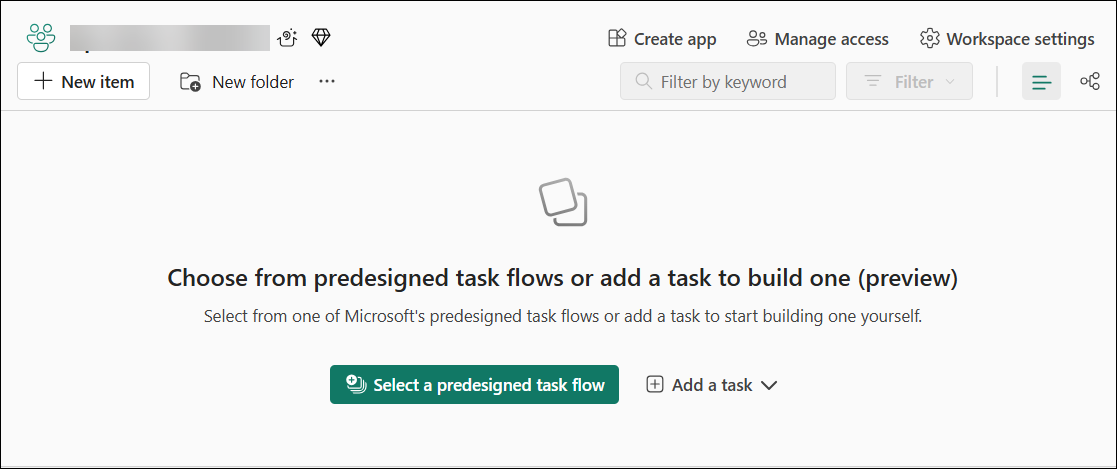 Create app
Manage access
Workspace settings
New item
New folder
Filter by keyword
Filter
Choose from predesigned task flows or add a task to build one (preview)
Select from one of Microsoft's predesigned task flows or add a task to start building one yourself.
Select a predesigned task flow
Add a task